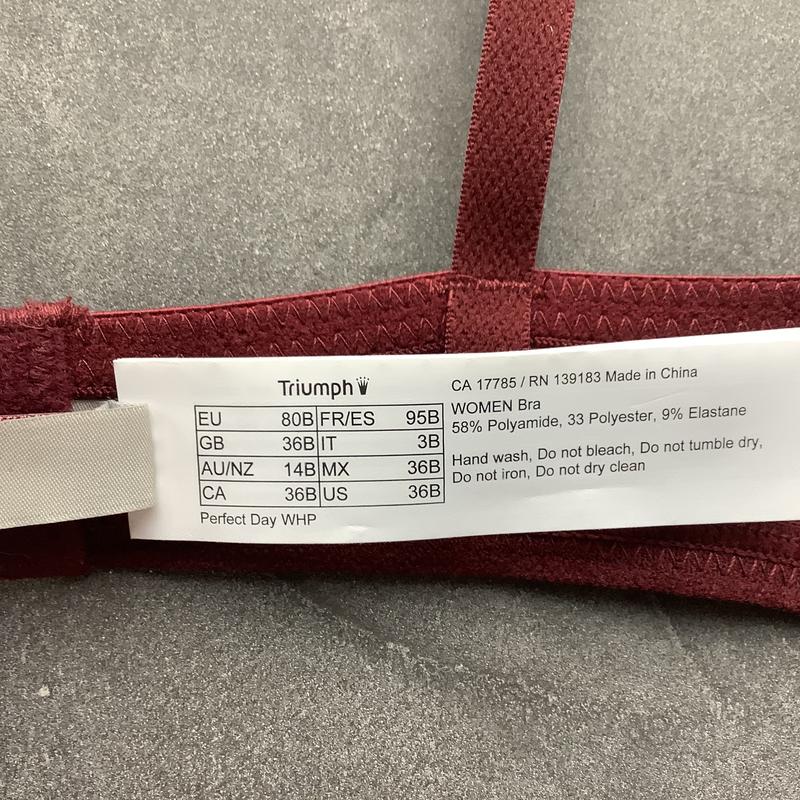 Triumph
EU 80B FR/ES 95B
GB 36B IT 3B
AU/NZ 14B MX 36B
CA 36B US 36B
Perfect Day WHP
CA 17785 / RN 139183 Made in China
WOMEN Bra
58% Polyamide, 33 Polyester, 9% Elastane
Hand wash, Do not bleach, Do not tumble dry,
Do not iron, Do not dry clean